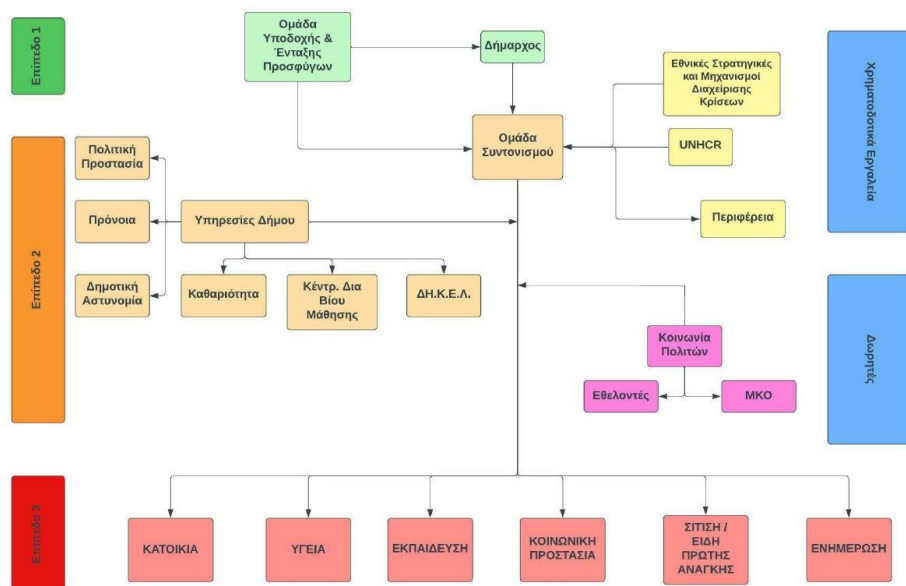 Επίπεδο 1
Ομάδα
Υποδοχής &
Ένταξης
Προσφύγων
Δήμαρχος
Εθνικές Στρατηγικές
και Μηχανισμοί
Διαχείρισης
Κρίσεων
Χρηματοδοτικά Εργαλεία
Ομάδα
Συντονισμού
UNHCR
Περιφέρεια
Επίπεδο 2
Πολιτική
Προστασία
Πρόνοια
Υπηρεσίες Δήμου
Δημοτική
Αστυνομία
Καθαριότητα
Κέντρ. Δια
Βίου
Μάθησης
ΔΗ.Κ.Ε.Λ.
Κοινωνία
Πολιτών
Εθελοντές
ΜΚΟ
Δωρητές
Επίπεδο 3
ΚΑΤΟΙΚΙΑ
ΥΓΕΙΑ
ΕΚΠΑΙΔΕΥΣΗ
ΚΟΙΝΩΝΙΚΗ
ΠΡΟΣΤΑΣΙΑ
ΣΙΤΙΣΗ /
ΕΙΔΗ
ΠΡΩΤΗΣ
ΑΝΑΓΚΗΣ
ΕΝΗΜΕΡΩΣΗ